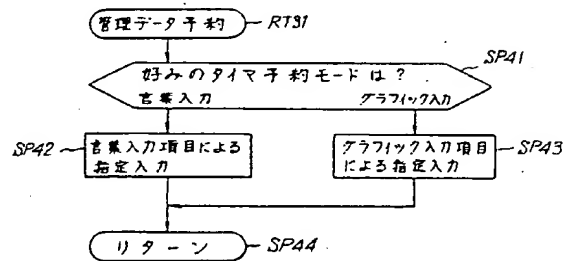 管理データ予約
RT31
好みのタイマ予約モードは?
SP41
言葉入力
グラフィック入力
SP42
言葉入力項目による
指定入力
グラフィック入力項目
による指定入力
SP43
リターン
SP44